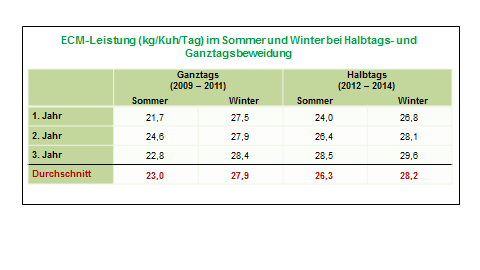 ECM-Leistung (kg/Kuh/Tag) im Sommer und Winter bei Halbtags- und
Ganztagsbeweidung
Ganztags Halbtags
(2009 – 2011) (2012 – 2014)
Sommer Winter Sommer Winter
1. Jahr 21,7 27,5 24,0 26,8
2. Jahr 24,6 27,9 26,4 28,1
3. Jahr 22,8 28,4 28,5 29,6
Durchschnitt 23,0 27,9 26,3 28,2